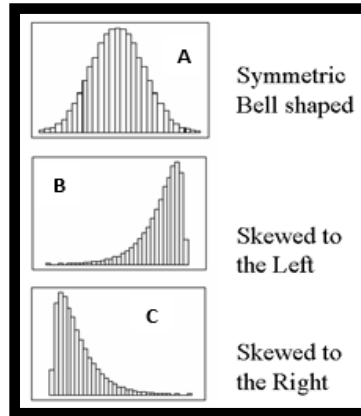 A
Symmetric
Bell shaped
B
Skewed to
the Left
C
Skewed to
the Right